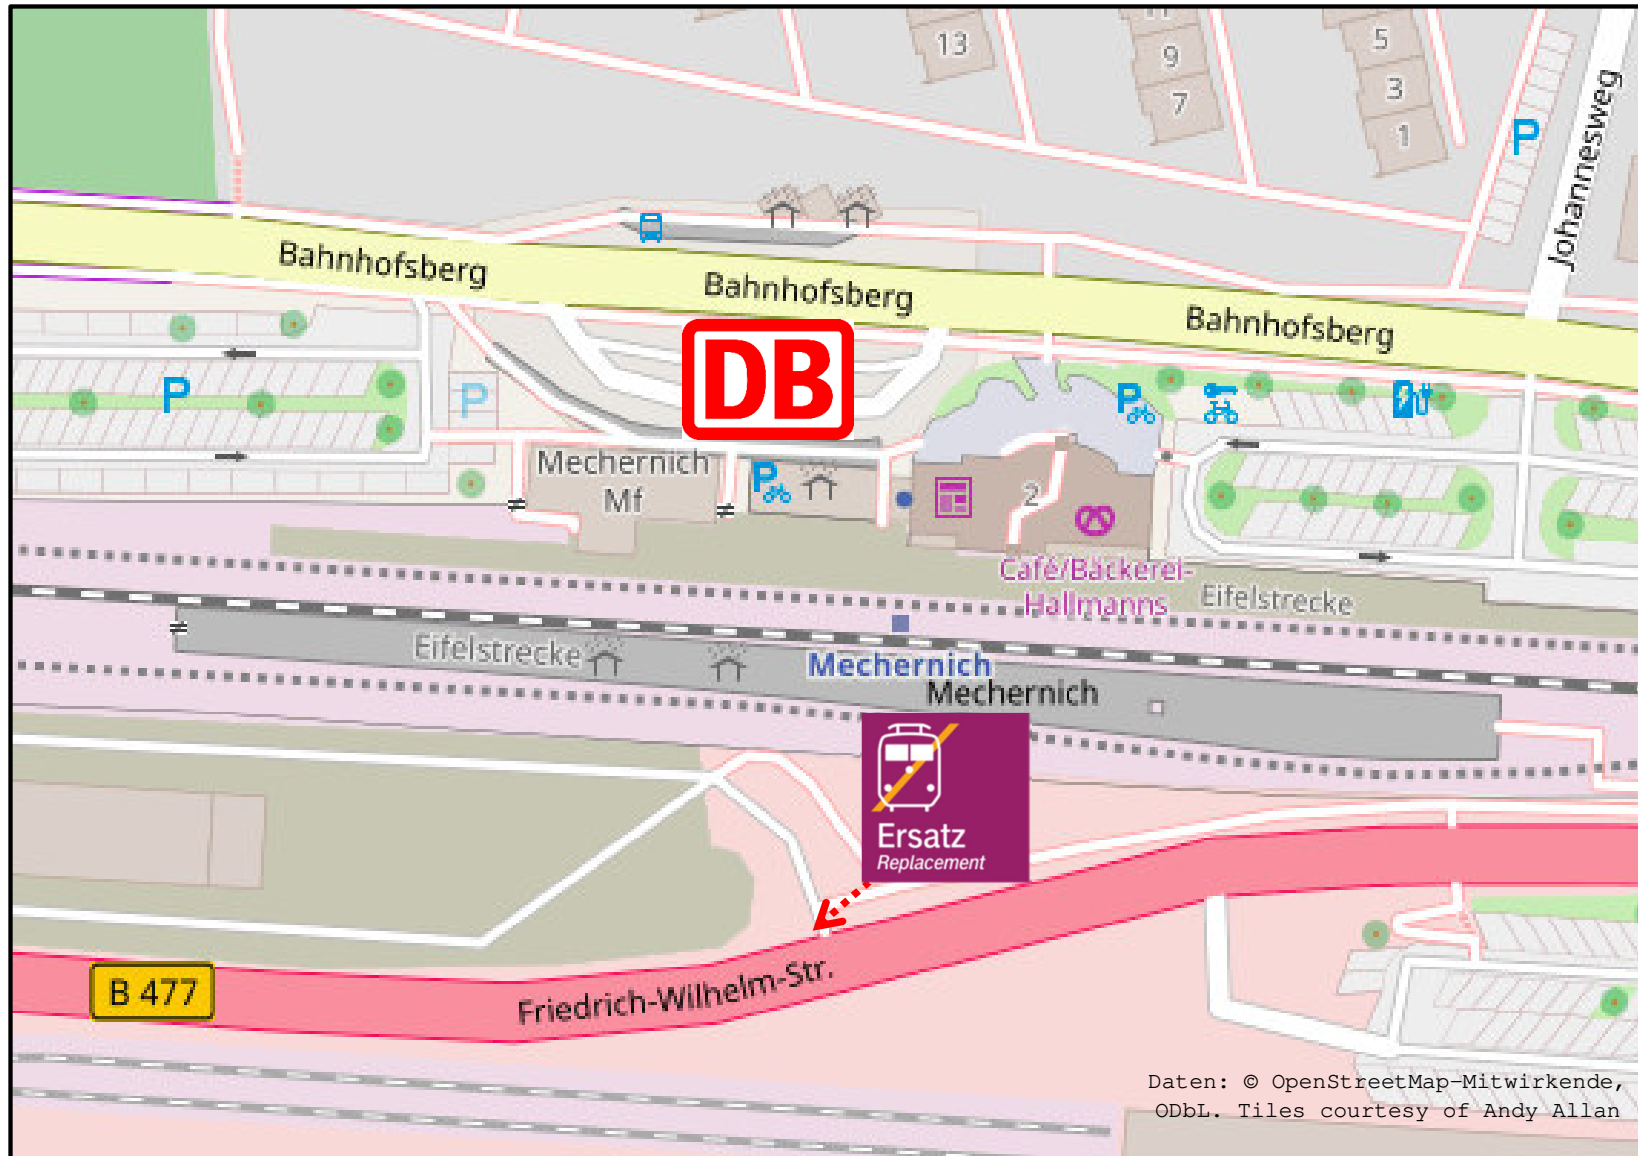 13
11
9
7
5
3
1
P
Johannesweg
Bahnhofsberg
Bahnhofsberg
Bahnhofsberg
DB
P
P
P
Mechernich
Mf
P
2
Café/Bäckerei-
Hallmanns
Eifelstrecke
Eifelstrecke
Mechernich
Mechernich
Ersatz
Replacement
B 477
Friedrich-Wilhelm-Str.
Daten: © OpenStreetMap-Mitwirkende,
ODbL. Tiles courtesy of Andy Allan